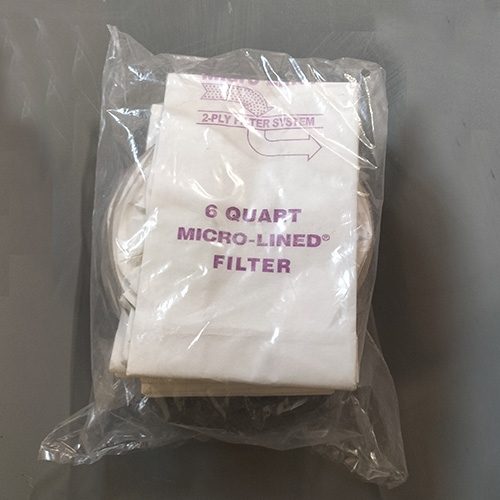 2-PLY FILTER SYSTEM
6 QUART
MICRO-LINED®
FILTER